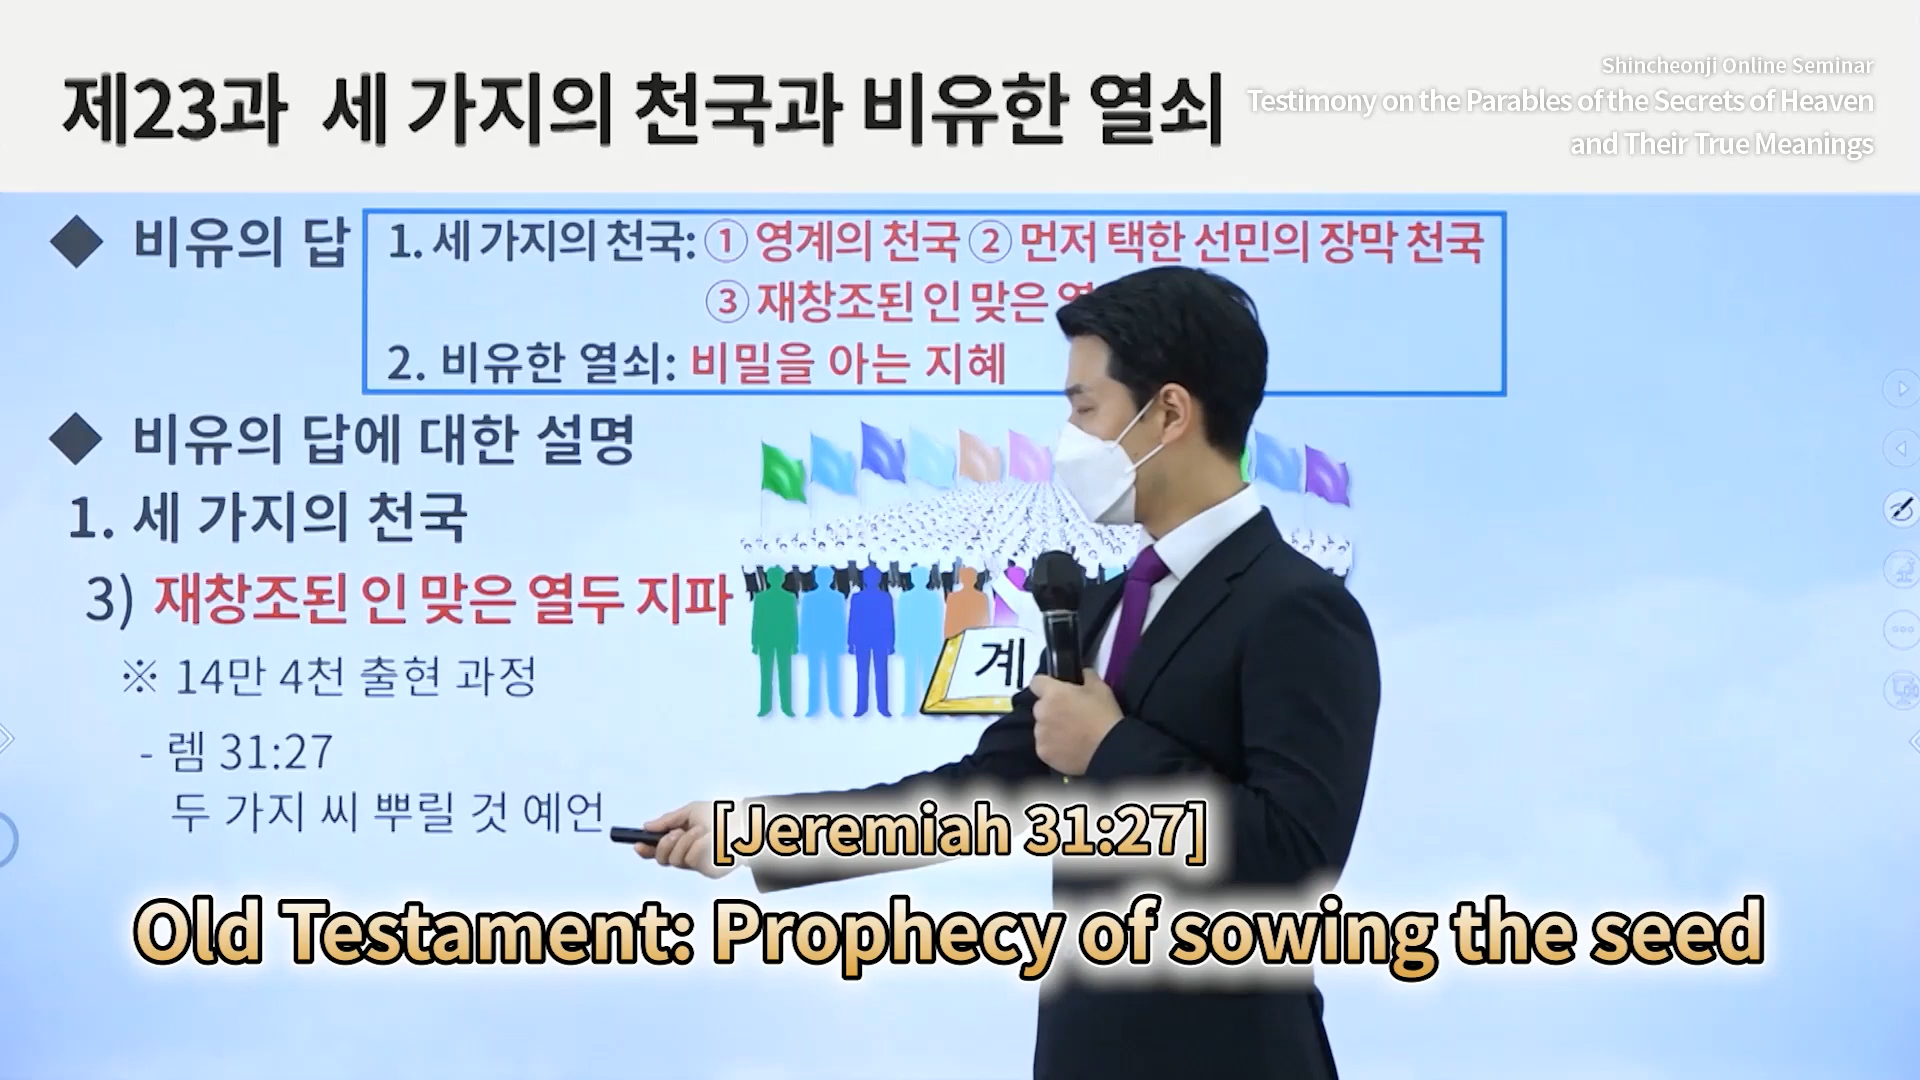 제23과 세 가지의 천국과 비유한 열쇠
Shincheonji Online Seminar
Testimony on the Parables of the Secrets of Heaven
and Their True Meanings
◆ 비유의 답
1. 세 가지의 천국: ① 영계의 천국 ② 먼저 택한 선민의 장막 천국
③ 재창조된 인 맞은
2. 비유한 열쇠: 비밀을 아는 지혜
◆ 비유의 답에 대한 설명
1. 세 가지의 천국
3) 재창조된 인 맞은 열두 지파
※ 14만 4천 출현 과정
계
- 렘 31:27
두 가지 씨 뿌릴 것 예언
[Jeremiah 31:27]
Old Testament: Prophecy of sowing the seed